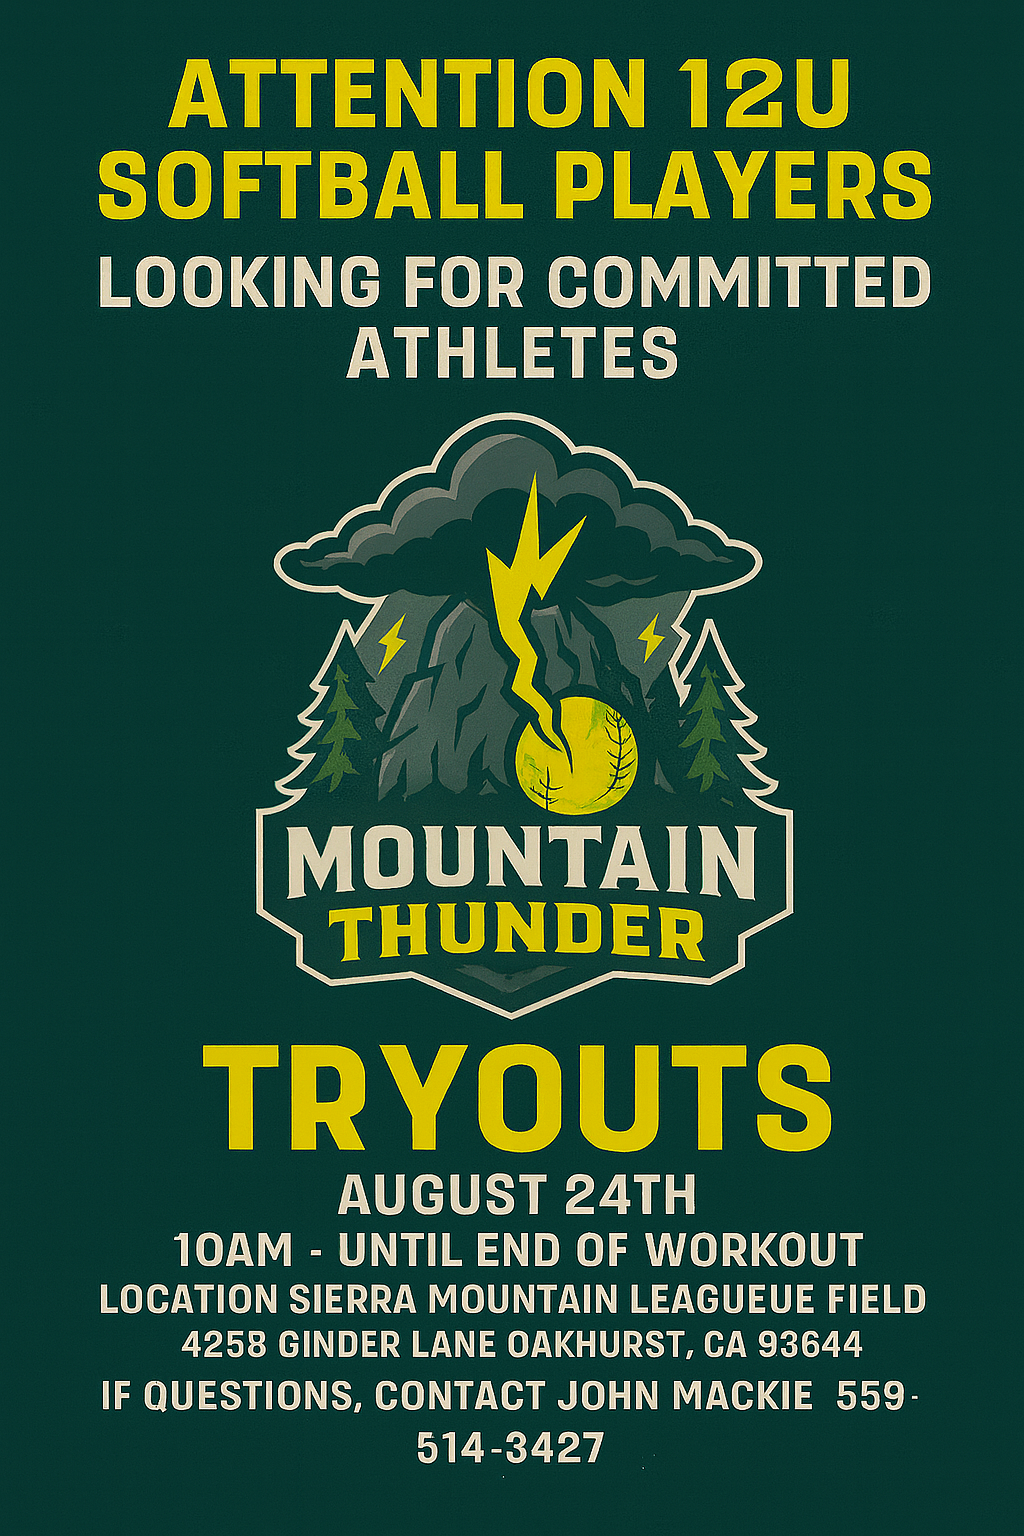 ATTENTION 12U
SOFTBALL PLAYERS
LOOKING FOR COMMITTED
ATHLETES
MOUNTAIN
THUNDER
TRYOUTS
AUGUST 24TH
10AM - UNTIL END OF WORKOUT
LOCATION SIERRA MOUNTAIN LEAGUEUE FIELD
4258 GINDER LANE OAKHURST, CA 93644
IF QUESTIONS, CONTACT JOHN MACKIE 559-
514-3427